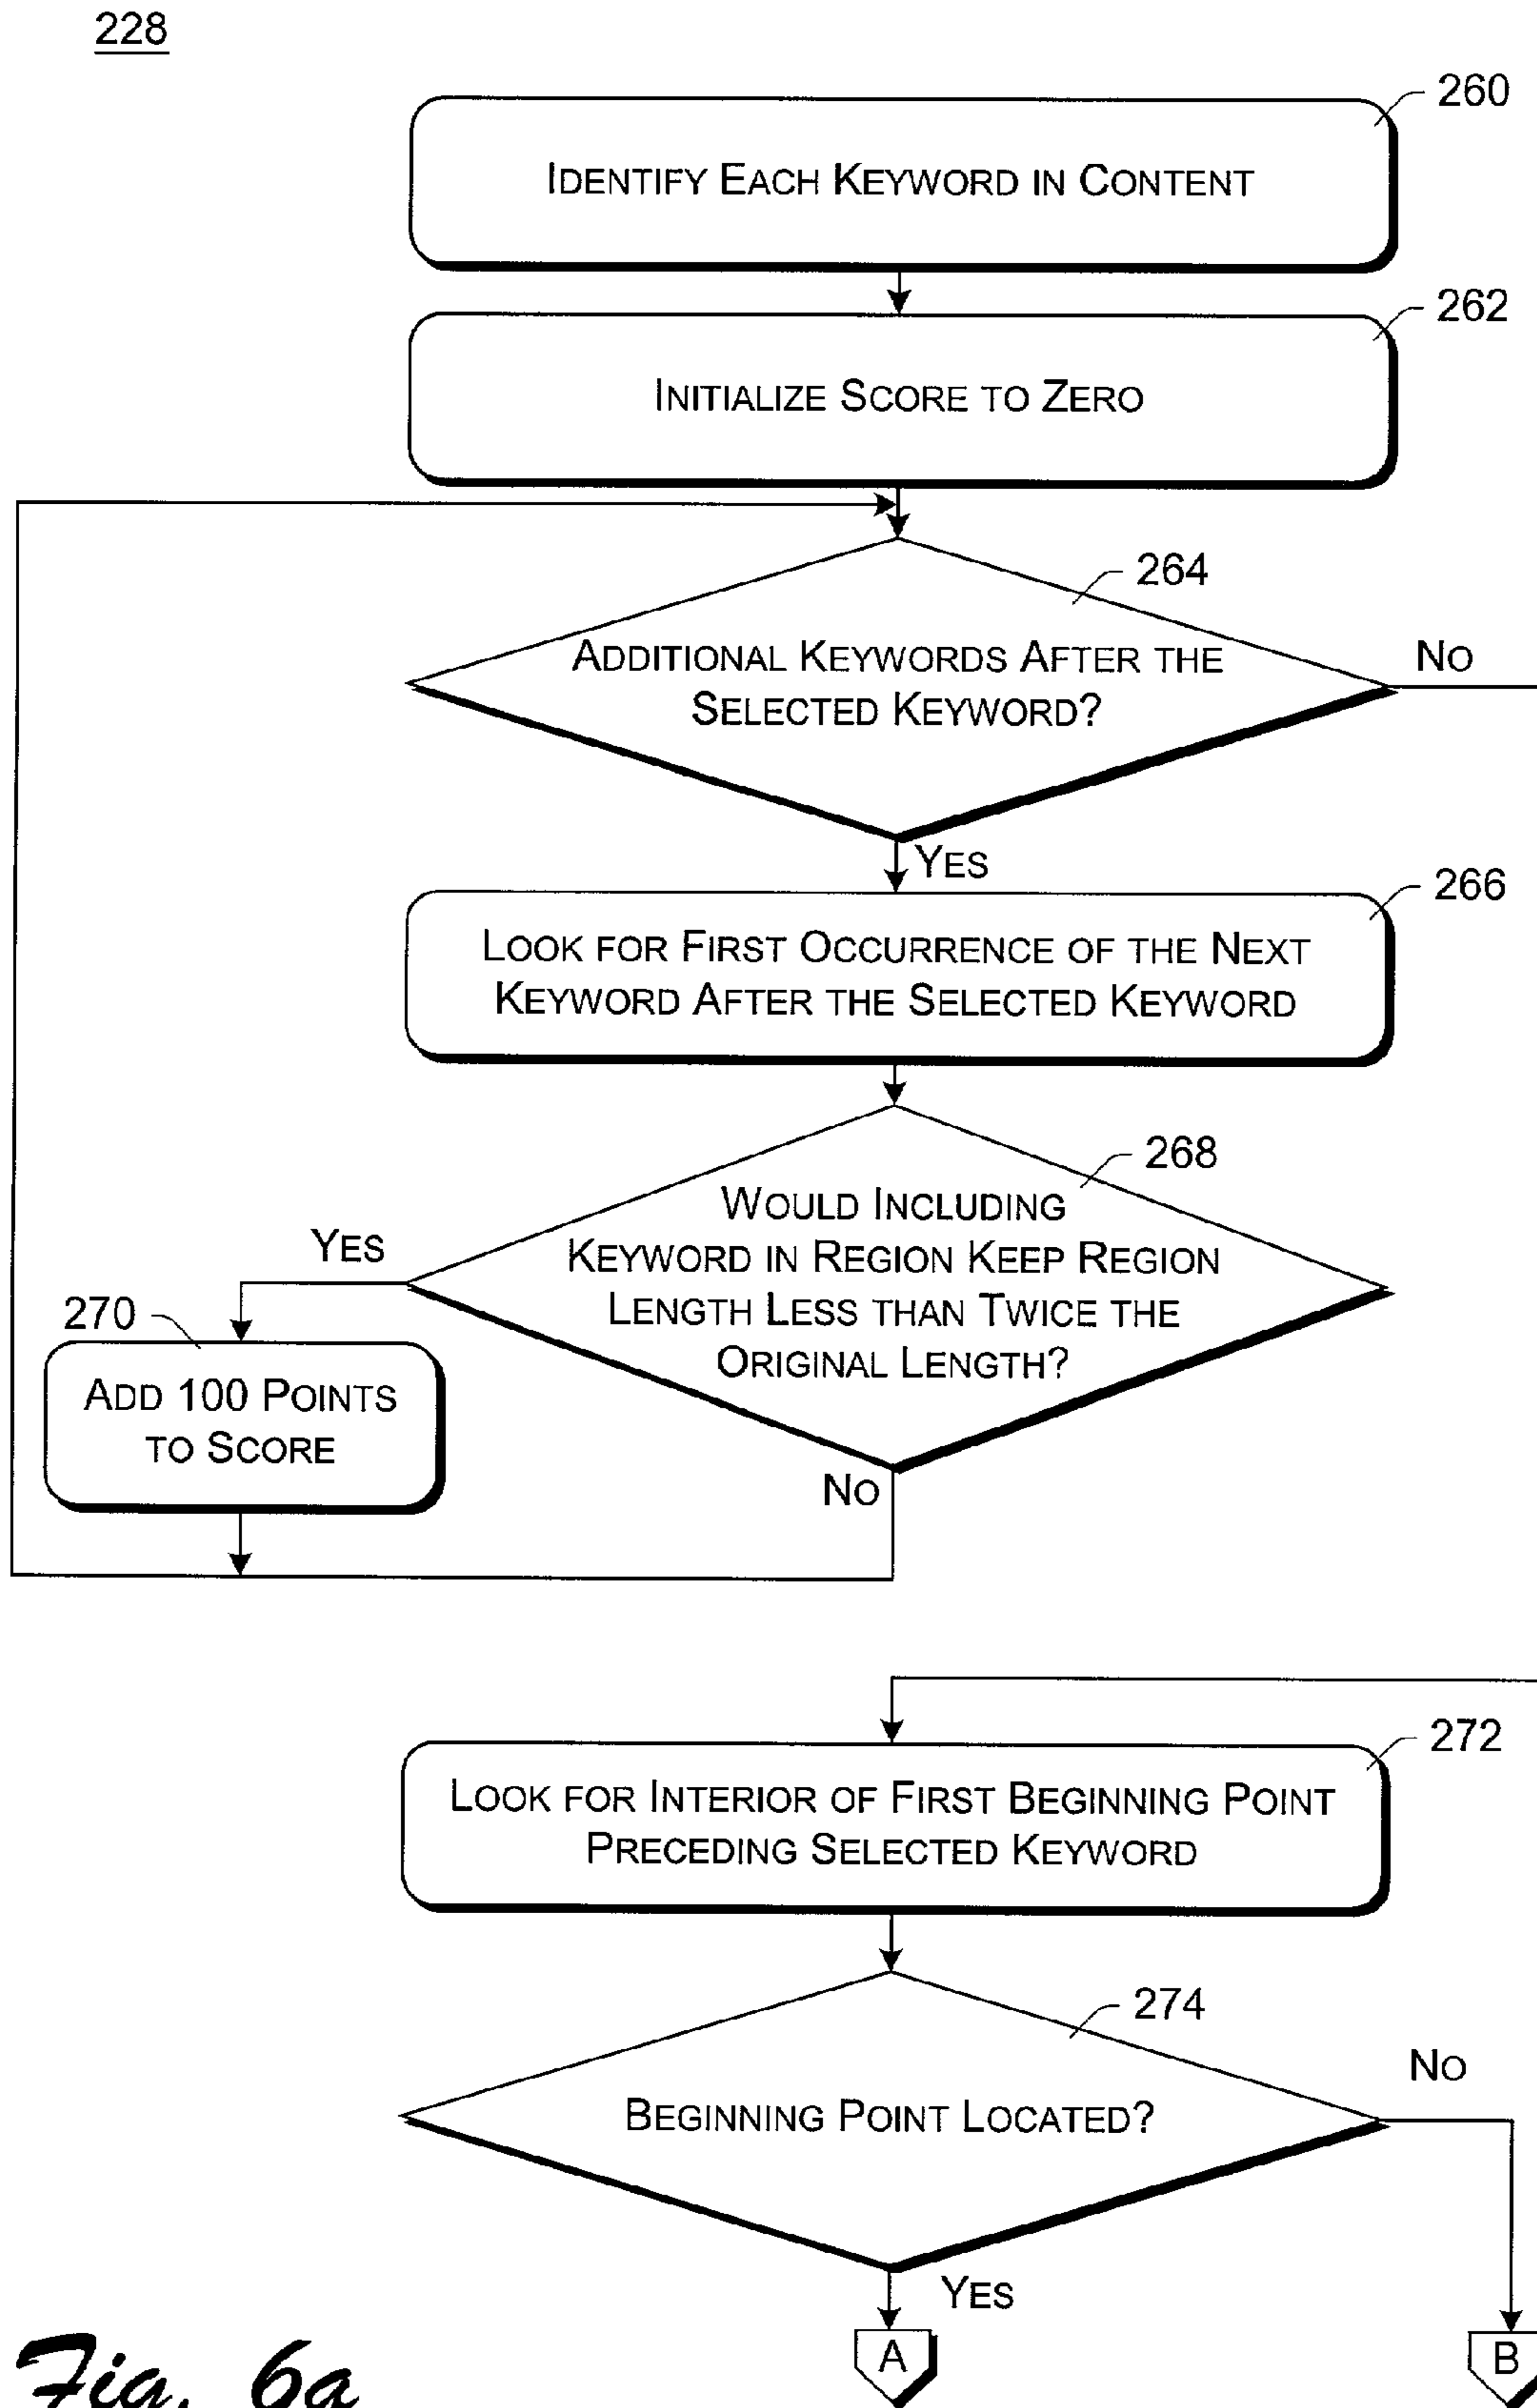 228
260
IDENTIFY EACH KEYWORD IN CONTENT
262
INITIALIZE SCORE TO ZERO
264
ADDITIONAL KEYWORDS AFTER THE
SELECTED KEYWORD?
NO
YES
266
LOOK FOR FIRST OCCURRENCE OF THE NEXT
KEYWORD AFTER THE SELECTED KEYWORD
268
WOULD INCLUDING
KEYWORD IN REGION KEEP REGION
LENGTH LESS THAN TWICE THE
ORIGINAL LENGTH?
YES
270
ADD 100 POINTS
TO SCORE
NO
272
LOOK FOR INTERIOR OF FIRST BEGINNING POINT
PRECEDING SELECTED KEYWORD
274
BEGINNING POINT LOCATED?
NO
YES
A
B
Fig. 6a